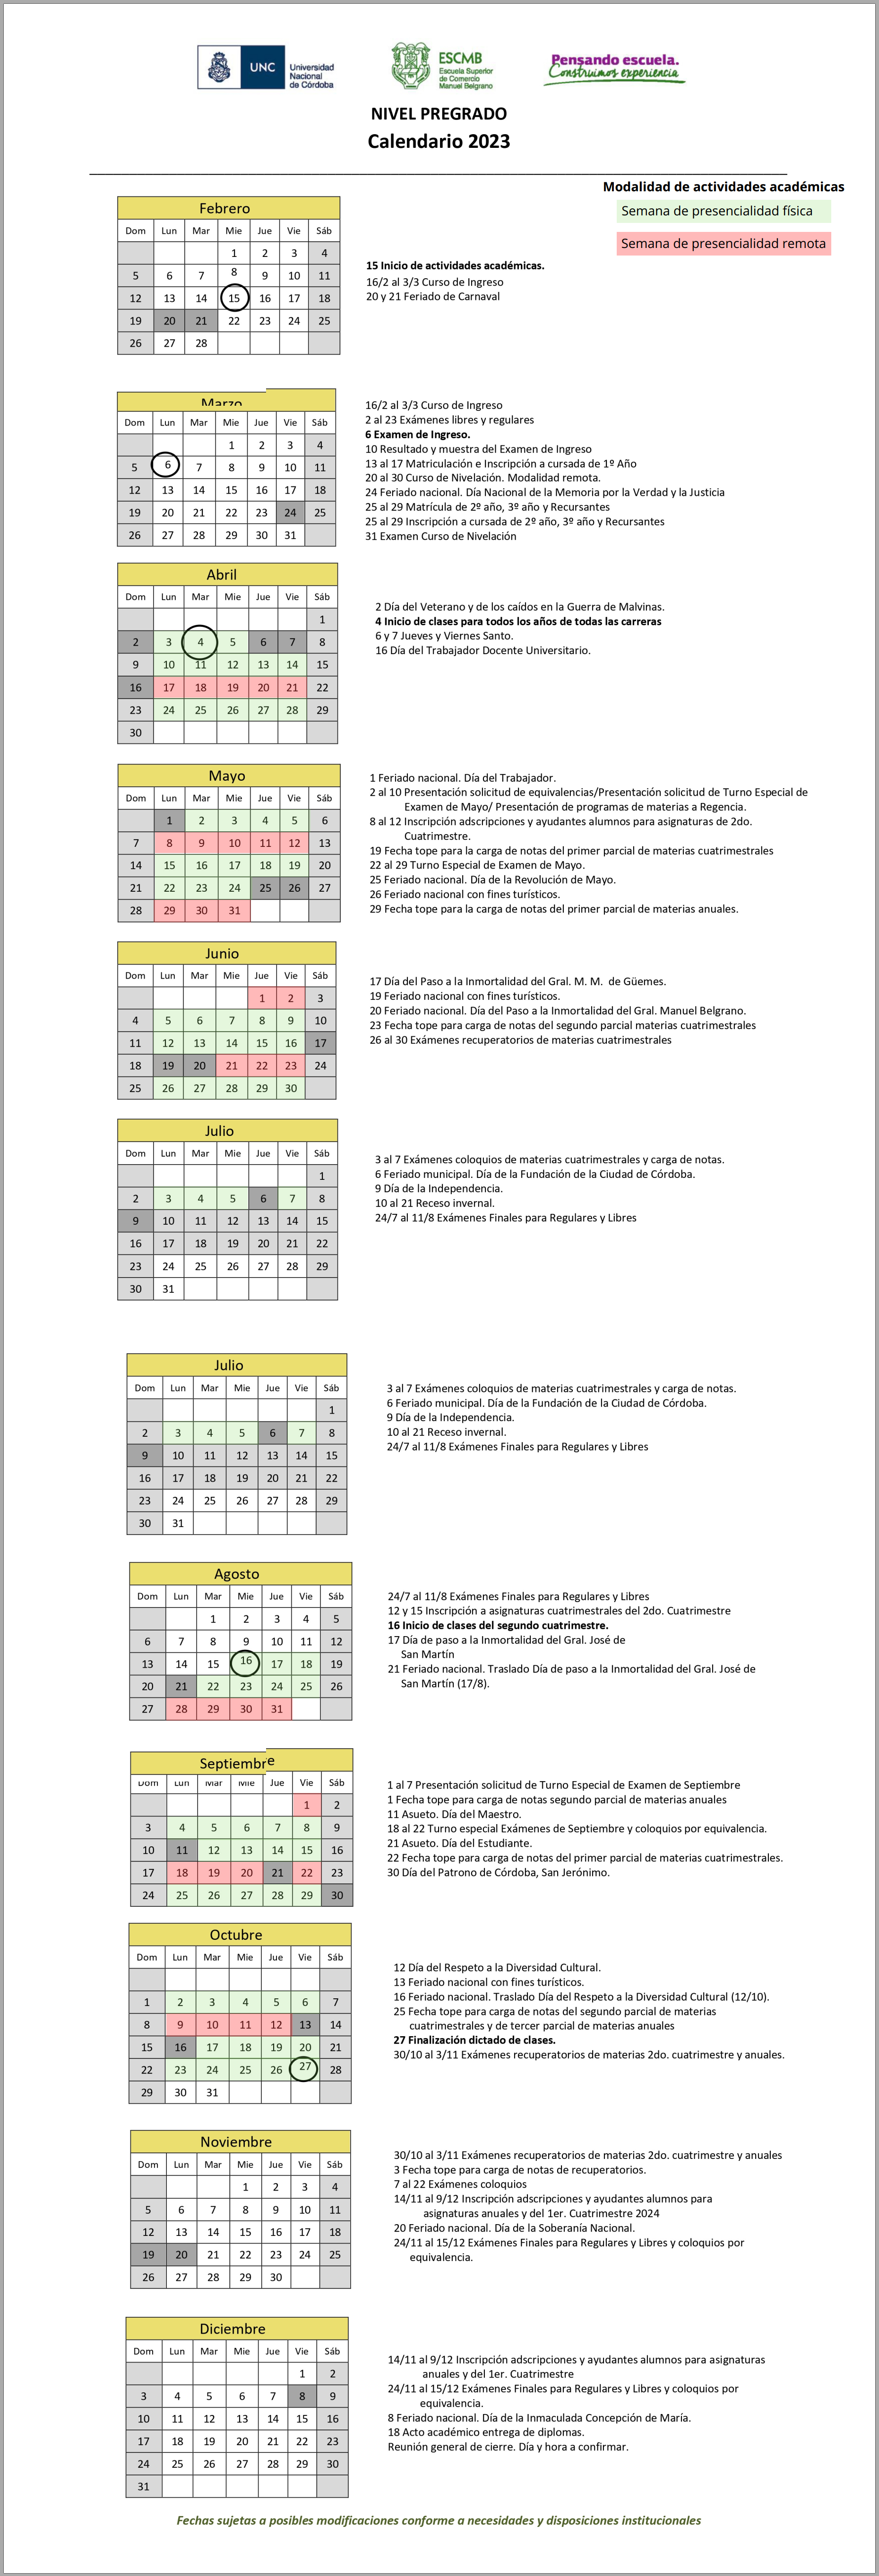 UNC
Universidad
Nacional
de Córdoba
ESCMB
Escuela Superior
de Comercio
Manuel Belgrano
Pensando escuela.
Construimos experiencia
NIVEL PREGRADO
Calendario 2023
Modalidad de actividades académicas
Semana de presencialidad física
Semana de presencialidad remota
Febrero
Dom Lun Mar Mie Jue Vie Sáb
1 2 3 4
5 6 7 8 9 10 11
12 13 14 15 16 17 18
19 20 21 22 23 24 25
26 27 28
15 Inicio de actividades académicas.
16/2 al 3/3 Curso de Ingreso
20 y 21 Feriado de Carnaval
Marzo
Dom Lun Mar Mie Jue Vie Sáb
1 2 3 4
5 6 7 8 9 10 11
12 13 14 15 16 17 18
19 20 21 22 23 24 25
26 27 28 29 30 31
16/2 al 3/3 Curso de Ingreso
2 al 23 Exámenes libres y regulares
6 Examen de Ingreso.
10 Resultado y muestra del Examen de Ingreso
13 al 17 Matriculación e Inscripción a cursada de 1º Año
20 al 30 Curso de Nivelación. Modalidad remota.
24 Feriado nacional. Día Nacional de la Memoria por la Verdad y la Justicia
25 al 29 Matrícula de 2º año, 3º año y Recursantes
25 al 29 Inscripción a cursada de 2º año, 3º año y Recursantes
31 Examen Curso de Nivelación
Abril
Dom Lun Mar Mie Jue Vie Sáb
1
2 3 4 5 6 7 8
9 10 11 12 13 14 15
16 17 18 19 20 21 22
23 24 25 26 27 28 29
30
2 Día del Veterano y de los caídos en la Guerra de Malvinas.
4 Inicio de clases para todos los años de todas las carreras
6 y 7 Jueves y Viernes Santo.
16 Día del Trabajador Docente Universitario.
Mayo
Dom Lun Mar Mie Jue Vie Sáb
1 2 3 4 5 6
7 8 9 10 11 12 13
14 15 16 17 18 19 20
21 22 23 24 25 26 27
28 29 30 31
1 Feriado nacional. Día del Trabajador.
2 al 10 Presentación solicitud de equivalencias/Presentación solicitud de Turno Especial de
Examen de Mayo/ Presentación de programas de materias a Regencia.
8 al 12 Inscripción adscripciones y ayudantes alumnos para asignaturas de 2do.
Cuatrimestre.
19 Fecha tope para la carga de notas del primer parcial de materias cuatrimestrales
22 al 29 Turno Especial de Examen de Mayo.
25 Feriado nacional. Día de la Revolución de Mayo.
26 Feriado nacional con fines turísticos.
29 Fecha tope para la carga de notas del primer parcial de materias anuales.
Junio
Dom Lun Mar Mie Jue Vie Sáb
1 2 3
4 5 6 7 8 9 10
11 12 13 14 15 16 17
18 19 20 21 22 23 24
25 26 27 28 29 30
17 Día del Paso a la Inmortalidad del Gral. M. M. de Güemes.
19 Feriado nacional con fines turísticos.
20 Feriado nacional. Día del Paso a la Inmortalidad del Gral. Manuel Belgrano.
23 Fecha tope para carga de notas del segundo parcial materias cuatrimestrales
26 al 30 Exámenes recuperatorios de materias cuatrimestrales
Julio
Dom Lun Mar Mie Jue Vie Sáb
1
2 3 4 5 6 7 8
9 10 11 12 13 14 15
16 17 18 19 20 21 22
23 24 25 26 27 28 29
30 31
3 al 7 Exámenes coloquios de materias cuatrimestrales y carga de notas.
6 Feriado municipal. Día de la Fundación de la Ciudad de Córdoba.
9 Día de la Independencia.
10 al 21 Receso invernal.
24/7 al 11/8 Exámenes Finales para Regulares y Libres
Julio
Dom Lun Mar Mie Jue Vie Sáb
1
2 3 4 5 6 7 8
9 10 11 12 13 14 15
16 17 18 19 20 21 22
23 24 25 26 27 28 29
30 31
3 al 7 Exámenes coloquios de materias cuatrimestrales y carga de notas.
6 Feriado municipal. Día de la Fundación de la Ciudad de Córdoba.
9 Día de la Independencia.
10 al 21 Receso invernal.
24/7 al 11/8 Exámenes Finales para Regulares y Libres
Agosto
Dom Lun Mar Mie Jue Vie Sáb
1 2 3 4 5
6 7 8 9 10 11 12
13 14 15 16 17 18 19
20 21 22 23 24 25 26
27 28 29 30 31
24/7 al 11/8 Exámenes Finales para Regulares y Libres
12 y 15 Inscripción a asignaturas cuatrimestrales del 2do. Cuatrimestre
16 Inicio de clases del segundo cuatrimestre.
17 Día de paso a la Inmortalidad del Gral. José de
San Martín
21 Feriado nacional. Traslado Día de paso a la Inmortalidad del Gral. José de
San Martín (17/8).
Septiembre
Dom Lun Mar Mie Jue Vie Sáb
1 2
3 4 5 6 7 8 9
10 11 12 13 14 15 16
17 18 19 20 21 22 23
24 25 26 27 28 29 30
1 al 7 Presentación solicitud de Turno Especial de Examen de Septiembre
1 Fecha tope para carga de notas segundo parcial de materias anuales
11 Asueto. Día del Maestro.
18 al 22 Turno especial Exámenes de Septiembre y coloquios por equivalencia.
21 Asueto. Día del Estudiante.
22 Fecha tope para carga de notas del primer parcial de materias cuatrimestrales.
30 Día del Patrono de Córdoba, San Jerónimo.
Octubre
Dom Lun Mar Mie Jue Vie Sáb
1 2 3 4 5 6 7
8 9 10 11 12 13 14
15 16 17 18 19 20 21
22 23 24 25 26 27 28
29 30 31
12 Día del Respeto a la Diversidad Cultural.
13 Feriado nacional con fines turísticos.
16 Feriado nacional. Traslado Día del Respeto a la Diversidad Cultural (12/10).
25 Fecha tope para carga de notas del segundo parcial de materias
cuatrimestrales y de tercer parcial de materias anuales
27 Finalización dictado de clases.
30/10 al 3/11 Exámenes recuperatorios de materias 2do. cuatrimestre y anuales.
Noviembre
Dom Lun Mar Mie Jue Vie Sáb
1 2 3 4
5 6 7 8 9 10 11
12 13 14 15 16 17 18
19 20 21 22 23 24 25
26 27 28 29 30
30/10 al 3/11 Exámenes recuperatorios de materias 2do. cuatrimestre y anuales
3 Fecha tope para carga de notas de recuperatorios.
7 al 22 Exámenes coloquios
14/11 al 9/12 Inscripción adscripciones y ayudantes alumnos para
asignaturas anuales y del 1er. Cuatrimestre 2024
20 Feriado nacional. Día de la Soberanía Nacional.
24/11 al 15/12 Exámenes Finales para Regulares y Libres y coloquios por
equivalencia.
Diciembre
Dom Lun Mar Mie Jue Vie Sáb
1 2
3 4 5 6 7 8 9
10 11 12 13 14 15 16
17 18 19 20 21 22 23
24 25 26 27 28 29 30
31
14/11 al 9/12 Inscripción adscripciones y ayudantes alumnos para asignaturas
anuales y del 1er. Cuatrimestre
24/11 al 15/12 Exámenes Finales para Regulares y Libres y coloquios por
equivalencia.
8 Feriado nacional. Día de la Inmaculada Concepción de María.
18 Acto académico entrega de diplomas.
Reunión general de cierre. Día y hora a confirmar.
Fechas sujetas a posibles modificaciones conforme a necesidades y disposiciones institucionales